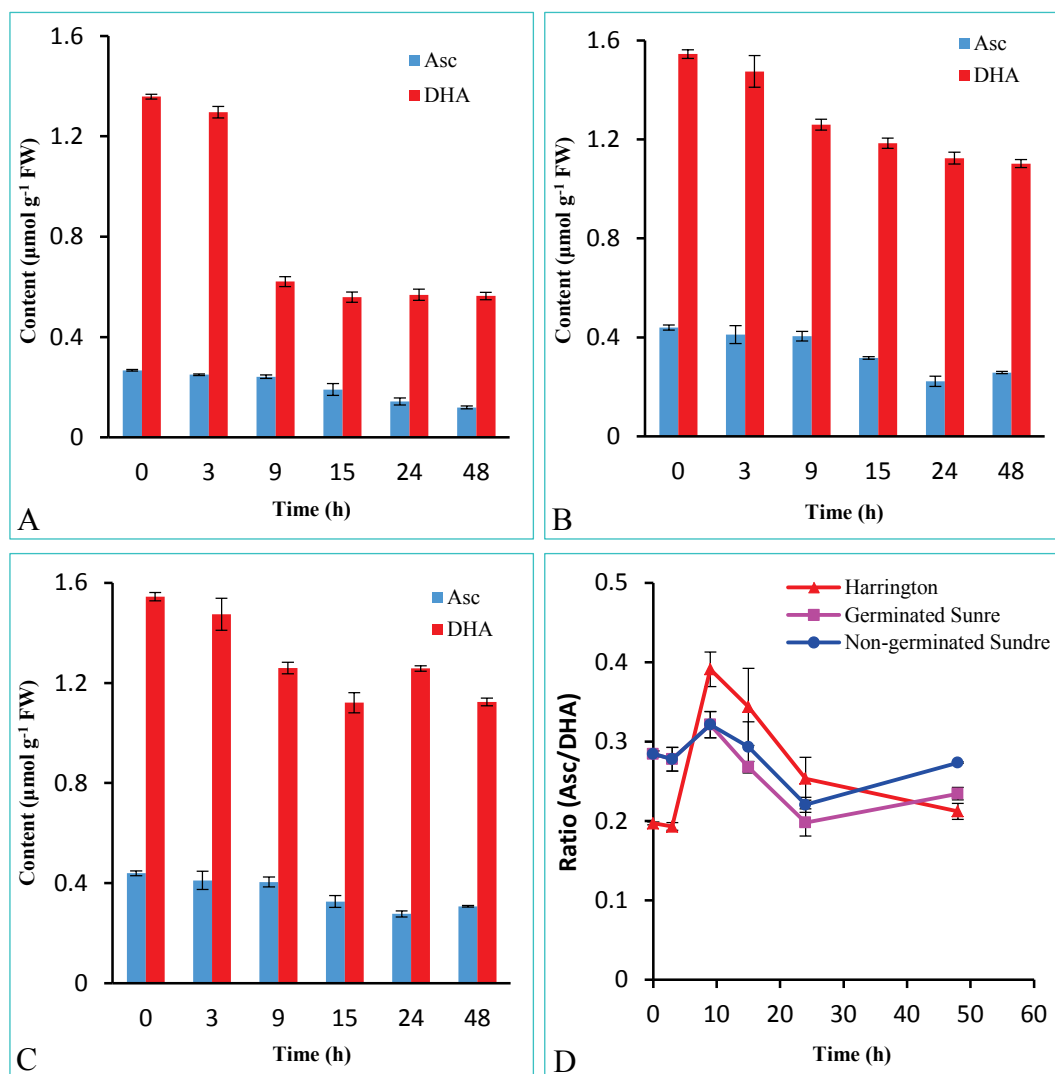 1.6
1.2
0.8
0.4
0
Content (µmol g⁻¹ FW)
Asc
DHA
0 3 9 15 24 48
Time (h)
A
1.6
1.2
0.8
0.4
0
Content (µmol g⁻¹ FW)
Asc
DHA
0 3 9 15 24 48
Time (h)
B
1.6
1.2
0.8
0.4
0
Content (µmol g⁻¹ FW)
Asc
DHA
0 3 9 15 24 48
Time (h)
C
0.5
0.4
0.3
0.2
0.1
0
Ratio (Asc/DHA)
Harrington
Germinated Sunre
Non-germinated Sundre
0 10 20 30 40 50 60
Time (h)
D